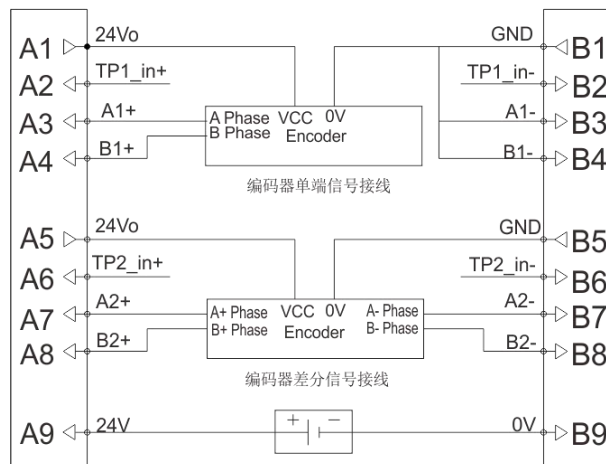 A1 24Vo GND B1
A2 TP1_in+ TP1_in- B2
A3 A1+ A Phase VCC 0V A1- B3
B Phase Encoder
A4 B1+ B1- B4
编码器单端信号接线
A5 24Vo GND B5
A6 TP2_in+ TP2_in- B6
A7 A2+ A+ Phase VCC 0V A- Phase A2- B7
B+ Phase Encoder B- Phase
A8 B2+ B2- B8
编码器差分信号接线
A9 24V + − 0V B9